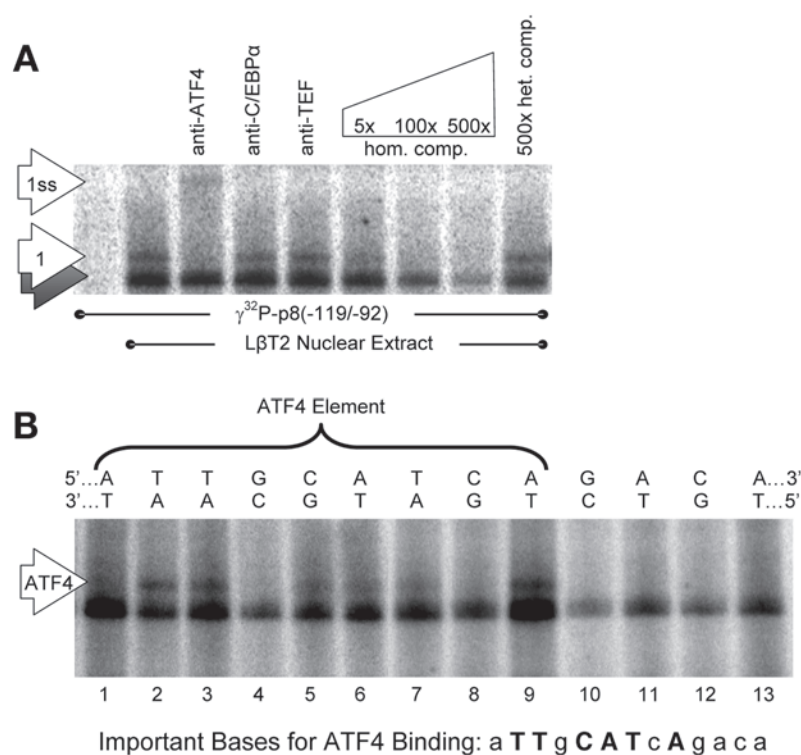 A
anti-ATF4
anti-C/EBPα
anti-TEF
5x 100x 500x
hom. comp.
500x het. comp.
1ss
1
γ³²P-p8(-119/-92)
LβT2 Nuclear Extract
B
ATF4 Element
5’...A T T G C A T C A G A C A...3’
3’...T A A C G T A G T C T G T...5’
ATF4
1 2 3 4 5 6 7 8 9 10 11 12 13
Important Bases for ATF4 Binding: a T T g C A T c A g a c a